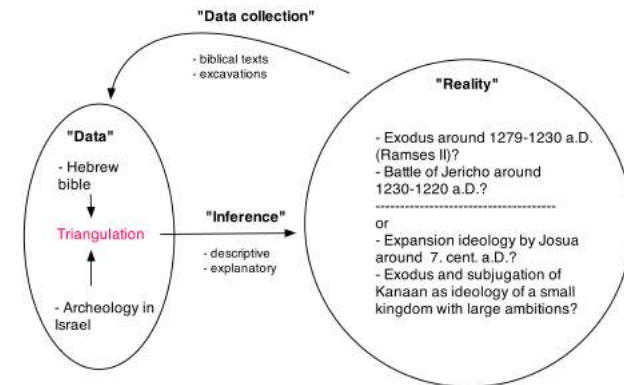 "Data collection"
- biblical texts
- excavations
"Data"
- Hebrew
bible
Triangulation
- Archeology in
Israel
"Inference"
- descriptive
- explanatory
"Reality"
- Exodus around 1279-1230 a.D.
(Ramses II)?
- Battle of Jericho around
1230-1220 a.D.?
------------------------------------
or
- Expansion ideology by Josua
around 7. cent. a.D.?
- Exodus and subjugation of
Kanaan as ideology of a small
kingdom with large ambitions?